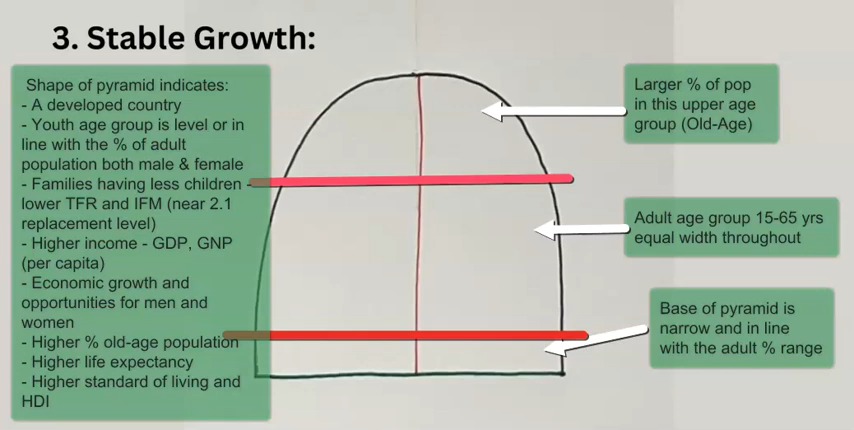 3. Stable Growth:
Shape of pyramid indicates:
- A developed country
- Youth age group is level or in
line with the % of adult
population both male & female
- Families having less children -
lower TFR and IFM (near 2.1
replacement level)
- Higher income - GDP, GNP
(per capita)
- Economic growth and
opportunities for men and
women
- Higher % old-age population
- Higher life expectancy
- Higher standard of living and
HDI
Larger % of pop
in this upper age
group (Old-Age)
Adult age group 15-65 yrs
equal width throughout
Base of pyramid is
narrow and in line
with the adult % range